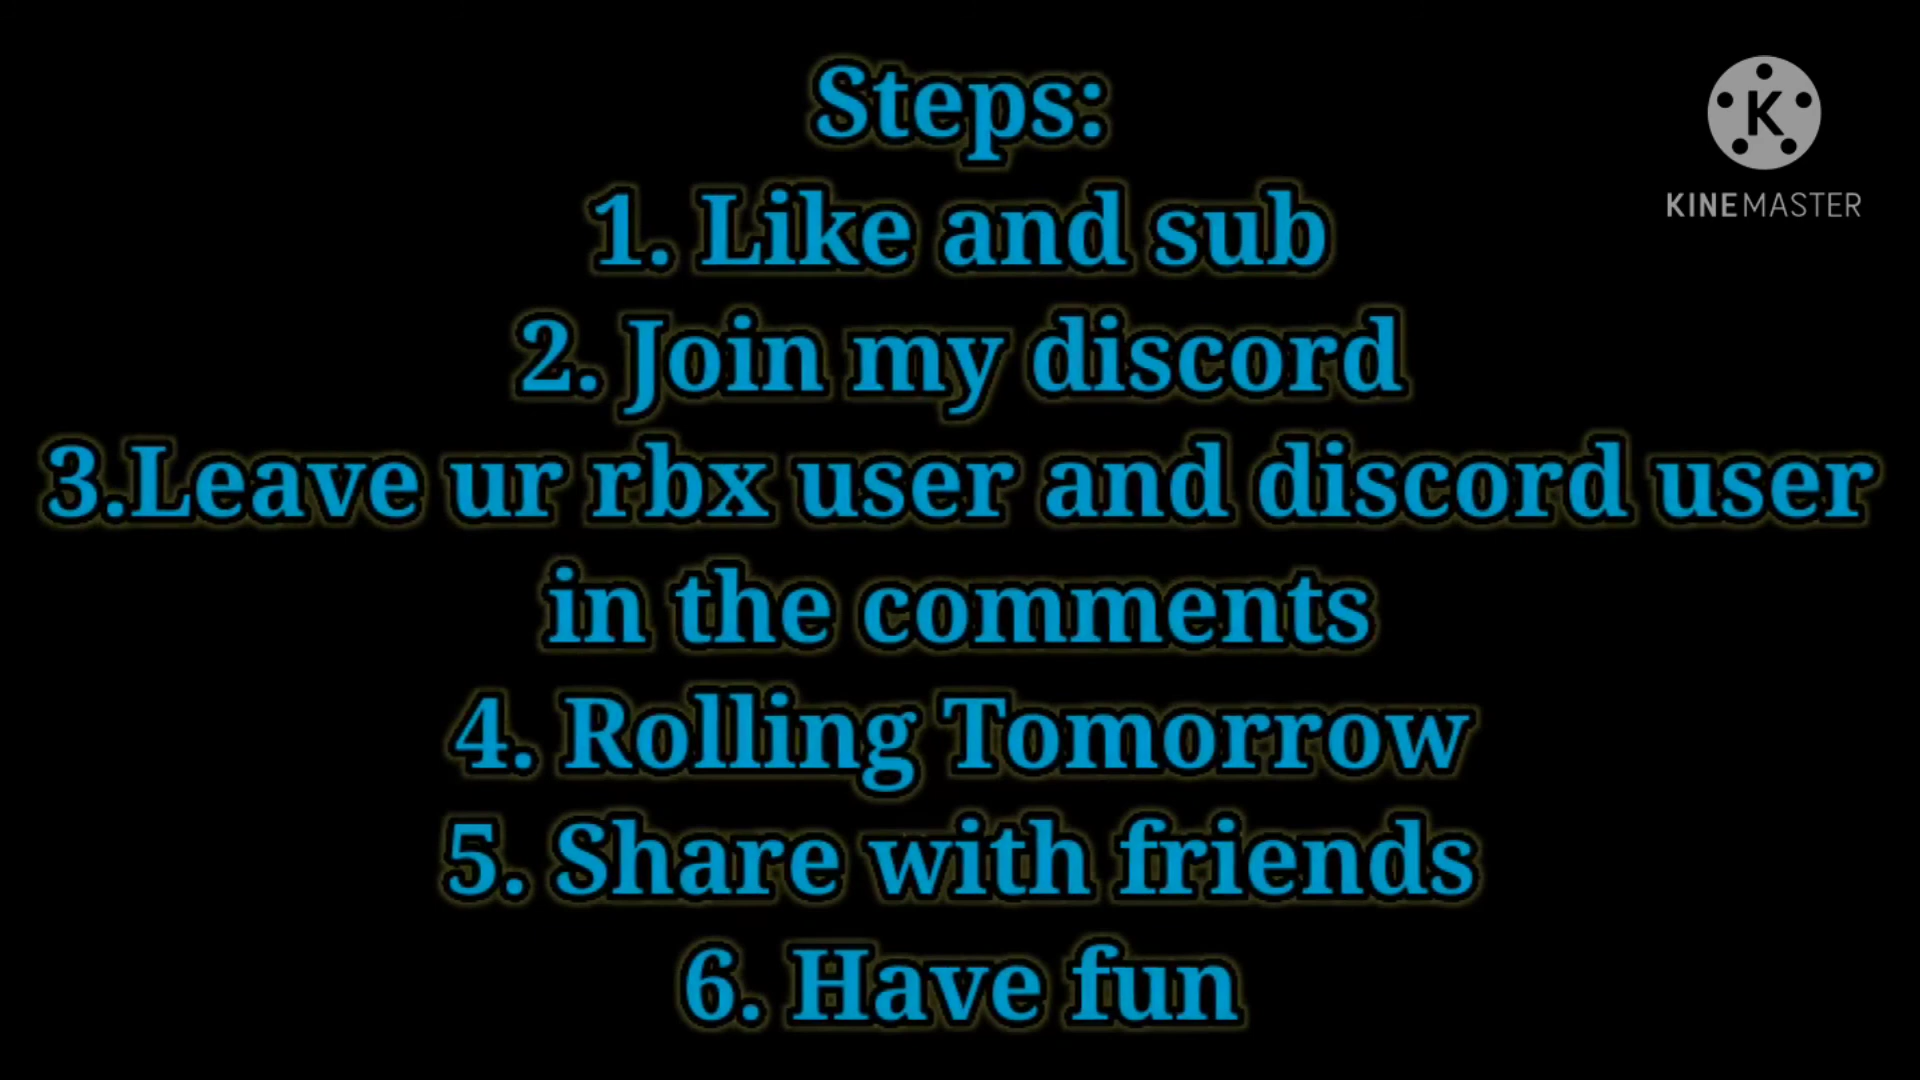 Steps:
1. Like and sub
2. Join my discord
3.Leave ur rbx user and discord user
in the comments
4. Rolling Tomorrow
5. Share with friends
6. Have fun
K
KINEMASTER